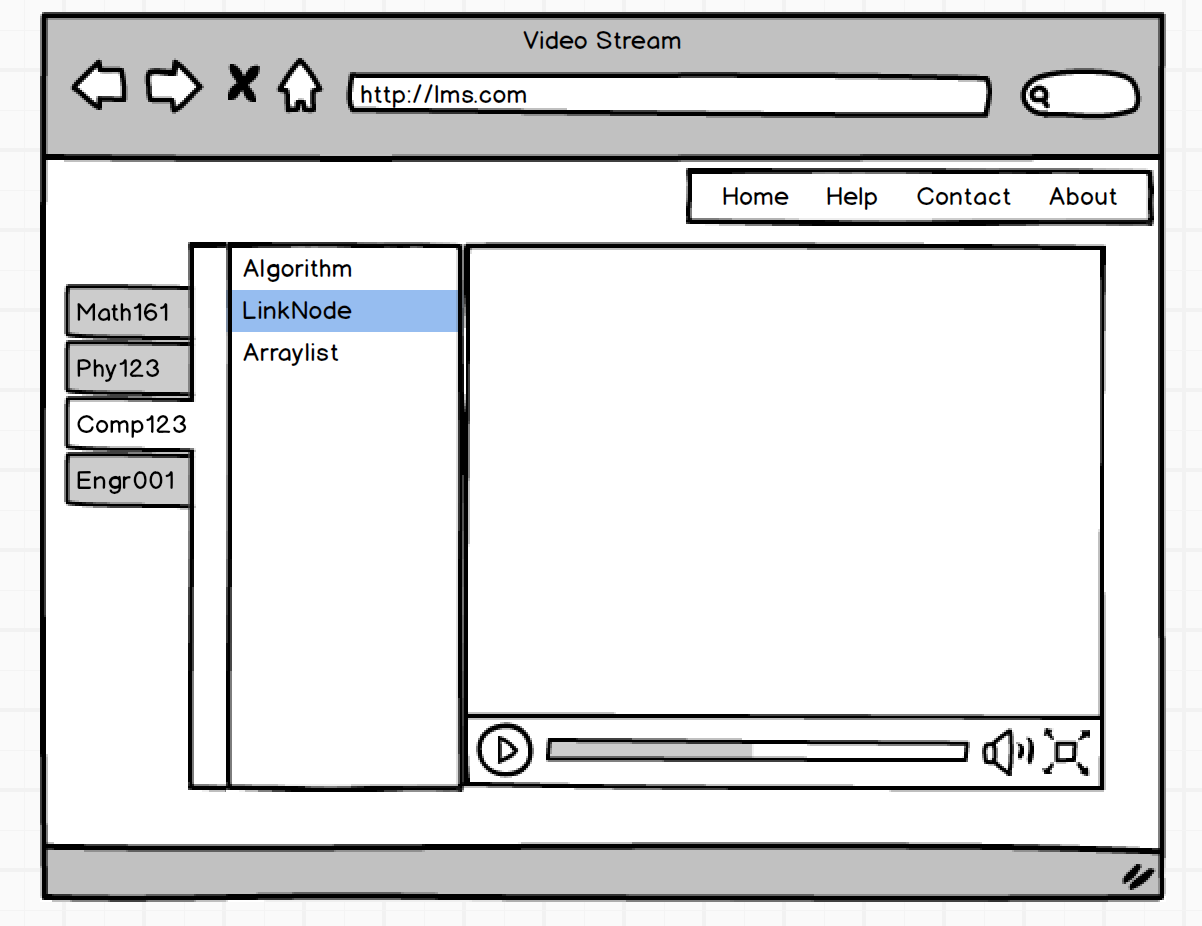 Video Stream
http://lms.com
Home Help Contact About
Algorithm
LinkNode
Arraylist
Math161
Phy123
Comp123
Engr001